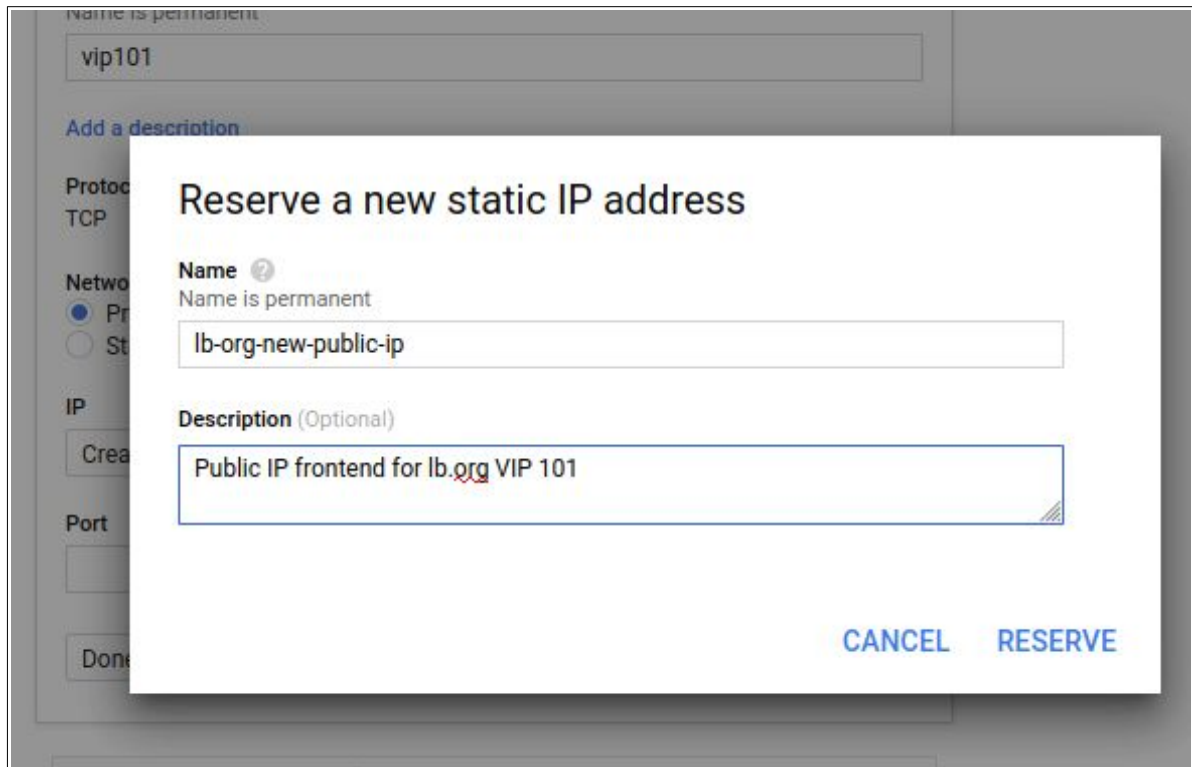 Name is permanent
vip101
Add a description
Protoc
TCP
Netwo
Pr
St
IP
Crea
Port
Done
Reserve a new static IP address
Name
Name is permanent
lb-org-new-public-ip
Description (Optional)
Public IP frontend for lb.org VIP 101
CANCEL RESERVE